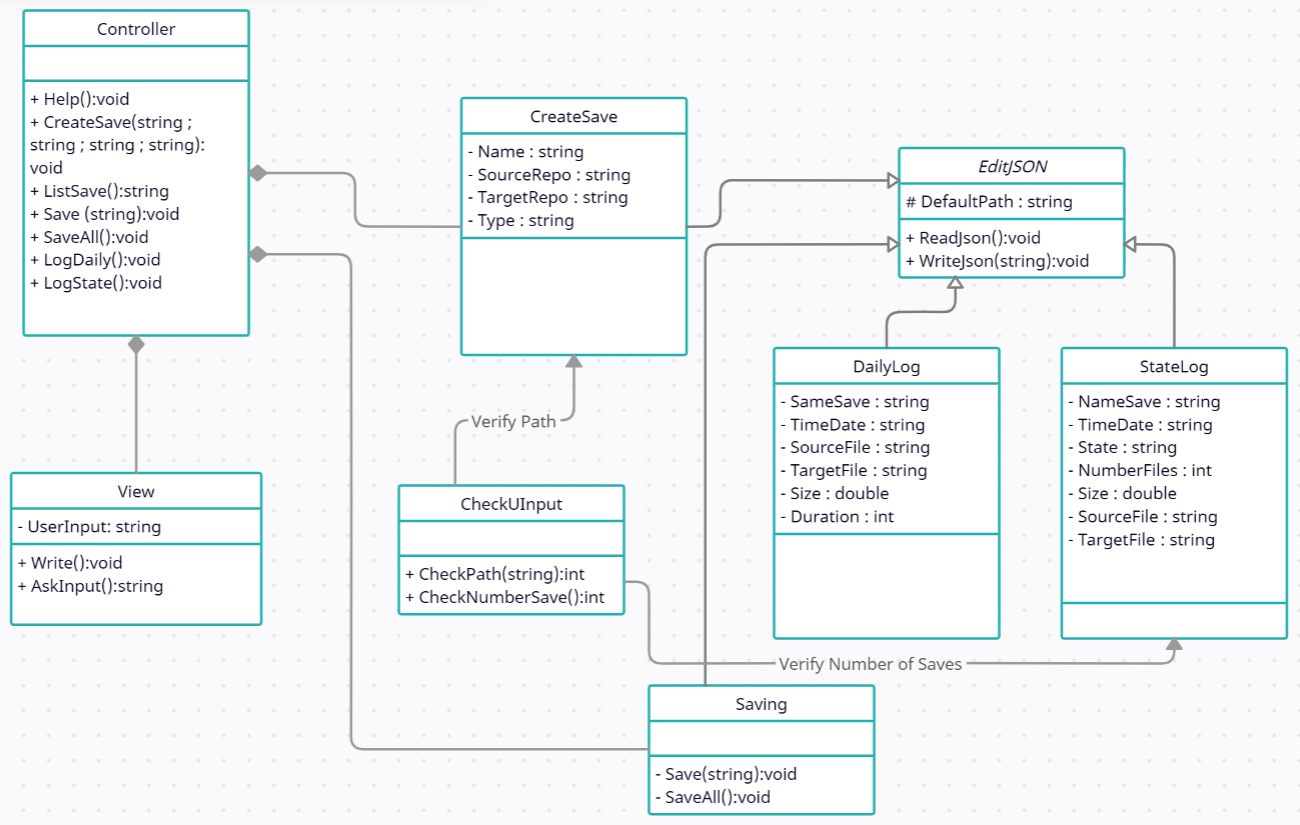 Controller
+ Help():void
+ CreateSave(string ;
string ; string ; string):
void
+ ListSave():string
+ Save (string):void
+ SaveAll():void
+ LogDaily():void
+ LogState():void
CreateSave
- Name : string
- SourceRepo : string
- TargetRepo : string
- Type : string
EditJSON
# DefaultPath : string
+ ReadJson():void
+ WriteJson(string):void
DailyLog
- SameSave : string
- TimeDate : string
- SourceFile : string
- TargetFile : string
- Size : double
- Duration : int
StateLog
- NameSave : string
- TimeDate : string
- State : string
- NumberFiles : int
- Size : double
- SourceFile : string
- TargetFile : string
Verify Path
View
- UserInput: string
+ Write():void
+ AskInput():string
CheckUInput
+ CheckPath(string):int
+ CheckNumberSave():int
Verify Number of Saves
Saving
- Save(string):void
- SaveAll():void